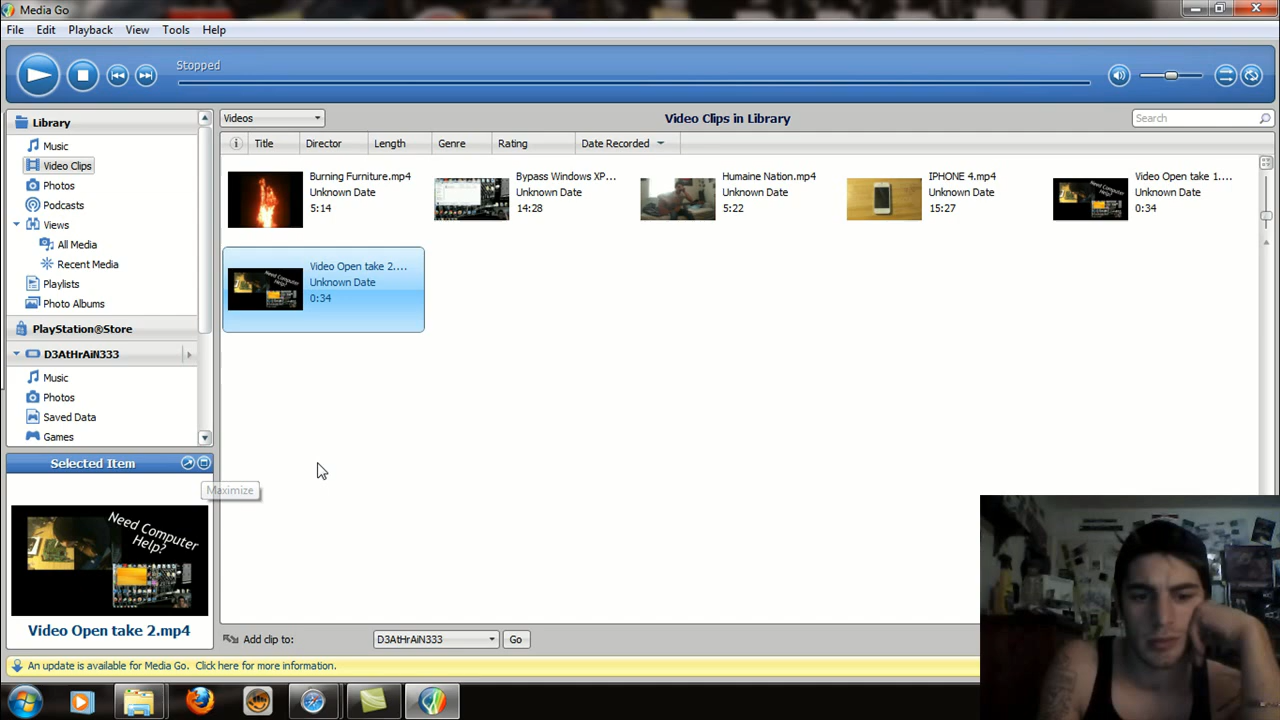 Media Go
File Edit Playback View Tools Help
Stopped
Library
Music
Video Clips
Photos
Podcasts
Views
All Media
Recent Media
Playlists
Photo Albums
PlayStation®Store
D3AtHrAiN333
Music
Photos
Saved Data
Games
Videos
Video Clips in Library
Search
Title Director Length Genre Rating Date Recorded
Burning Furniture.mp4
Unknown Date
5:14
Bypass Windows XP...
Unknown Date
14:28
Humaine Nation.mp4
Unknown Date
5:22
IPHONE 4.mp4
Unknown Date
15:27
Video Open take 1....
Unknown Date
0:34
Video Open take 2....
Unknown Date
0:34
Selected Item
Maximize
Need Computer
Help?
Video Open take 2.mp4
Add clip to: D3AtHrAiN333 Go
An update is available for Media Go. Click here for more information.